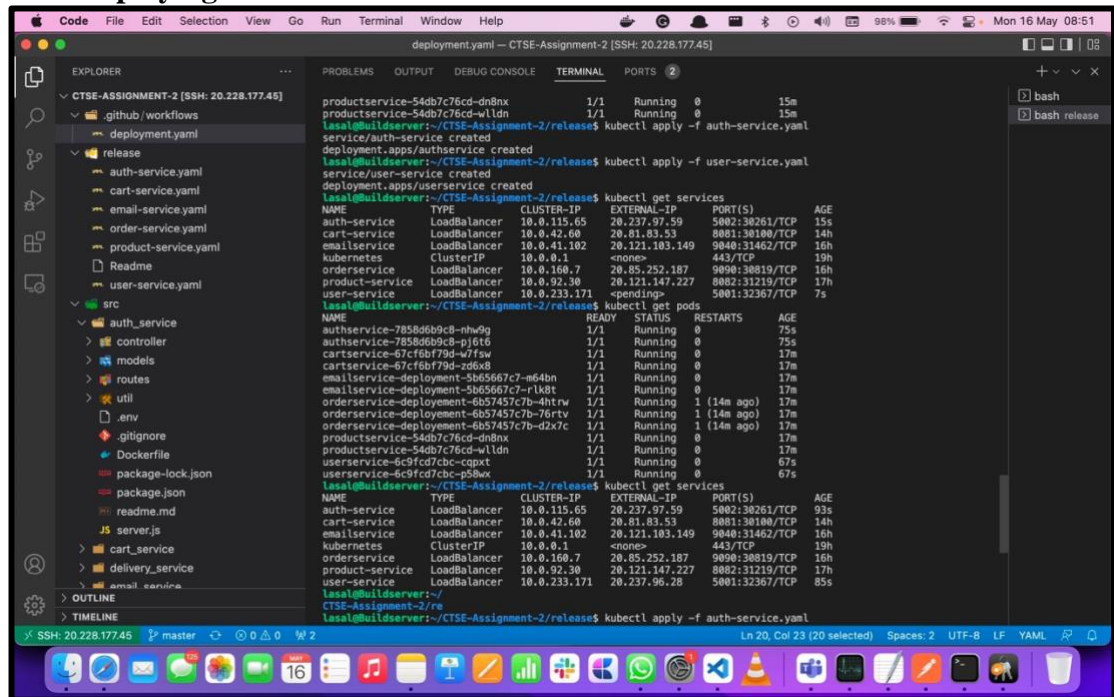 Code File Edit Selection View Go Run Terminal Window Help 98% Mon 16 May 08:51
deployment.yaml — CTSE-Assignment-2 [SSH: 20.228.177.45]
EXPLORER ...
PROBLEMS OUTPUT DEBUG CONSOLE TERMINAL PORTS 2
CTSE-ASSIGNMENT-2 [SSH: 20.228.177.45]
.github/workflows
deployment.yaml
release
auth-service.yaml
cart-service.yaml
email-service.yaml
order-service.yaml
product-service.yaml
Readme
user-service.yaml
src
auth_service
controller
models
routes
util
.env
.gitignore
Dockerfile
package-lock.json
package.json
readme.md
JS server.js
cart_service
delivery_service
email_service
OUTLINE
TIMELINE
productservice-54db7c76cd-dn8nx 1/1 Running 0 15m
productservice-54db7c76cd-wlldn 1/1 Running 0 15m
lasal@Buildserver:~/CTSE-Assignment-2/release$ kubectl apply -f auth-service.yaml
service/auth-service created
deployment.apps/authservice created
lasal@Buildserver:~/CTSE-Assignment-2/release$ kubectl apply -f user-service.yaml
service/user-service created
deployment.apps/userservice created
lasal@Buildserver:~/CTSE-Assignment-2/release$ kubectl get services
NAME TYPE CLUSTER-IP EXTERNAL-IP PORT(S) AGE
auth-service LoadBalancer 10.0.115.65 20.237.97.59 5002:30261/TCP 15s
cart-service LoadBalancer 10.0.42.60 20.81.83.53 8081:30100/TCP 14h
emailservice LoadBalancer 10.0.41.102 20.121.103.149 9040:31462/TCP 16h
kubernetes ClusterIP 10.0.0.1 <none> 443/TCP 19h
orderservice LoadBalancer 10.0.160.7 20.85.252.187 9090:30819/TCP 16h
product-service LoadBalancer 10.0.92.30 20.121.147.227 8082:31219/TCP 17h
user-service LoadBalancer 10.0.233.171 <pending> 5001:32367/TCP 7s
lasal@Buildserver:~/CTSE-Assignment-2/release$ kubectl get pods
NAME READY STATUS RESTARTS AGE
authservice-7858d6b9c8-nhw9g 1/1 Running 0 75s
authservice-7858d6b9c8-pj6t6 1/1 Running 0 75s
cartservice-67cf6bf79d-w7fsw 1/1 Running 0 17m
cartservice-67cf6bf79d-zd6x8 1/1 Running 0 17m
emailservice-deployment-5b65667c7-m64bn 1/1 Running 0 17m
emailservice-deployment-5b65667c7-rlk8t 1/1 Running 0 17m
orderservice-deployement-6b57457c7b-4htrw 1/1 Running 1 (14m ago) 17m
orderservice-deployement-6b57457c7b-76rtv 1/1 Running 1 (14m ago) 17m
orderservice-deployement-6b57457c7b-d2x7c 1/1 Running 1 (14m ago) 17m
productservice-54db7c76cd-dn8nx 1/1 Running 0 17m
productservice-54db7c76cd-wlldn 1/1 Running 0 17m
userservice-6c9fcd7cbc-cqpxt 1/1 Running 0 67s
userservice-6c9fcd7cbc-p58wx 1/1 Running 0 67s
lasal@Buildserver:~/CTSE-Assignment-2/release$ kubectl get services
NAME TYPE CLUSTER-IP EXTERNAL-IP PORT(S) AGE
auth-service LoadBalancer 10.0.115.65 20.237.97.59 5002:30261/TCP 93s
cart-service LoadBalancer 10.0.42.60 20.81.83.53 8081:30100/TCP 14h
emailservice LoadBalancer 10.0.41.102 20.121.103.149 9040:31462/TCP 16h
kubernetes ClusterIP 10.0.0.1 <none> 443/TCP 19h
orderservice LoadBalancer 10.0.160.7 20.85.252.187 9090:30819/TCP 16h
product-service LoadBalancer 10.0.92.30 20.121.147.227 8082:31219/TCP 17h
user-service LoadBalancer 10.0.233.171 20.237.96.28 5001:32367/TCP 85s
lasal@Buildserver:~/
CTSE-Assignment-2/re
lasal@Buildserver:~/CTSE-Assignment-2/release$ kubectl apply -f auth-service.yaml
bash
bash release
SSH: 20.228.177.45 master 0 0 2 Ln 20, Col 23 (20 selected) Spaces: 2 UTF-8 LF YAML
MAY
16